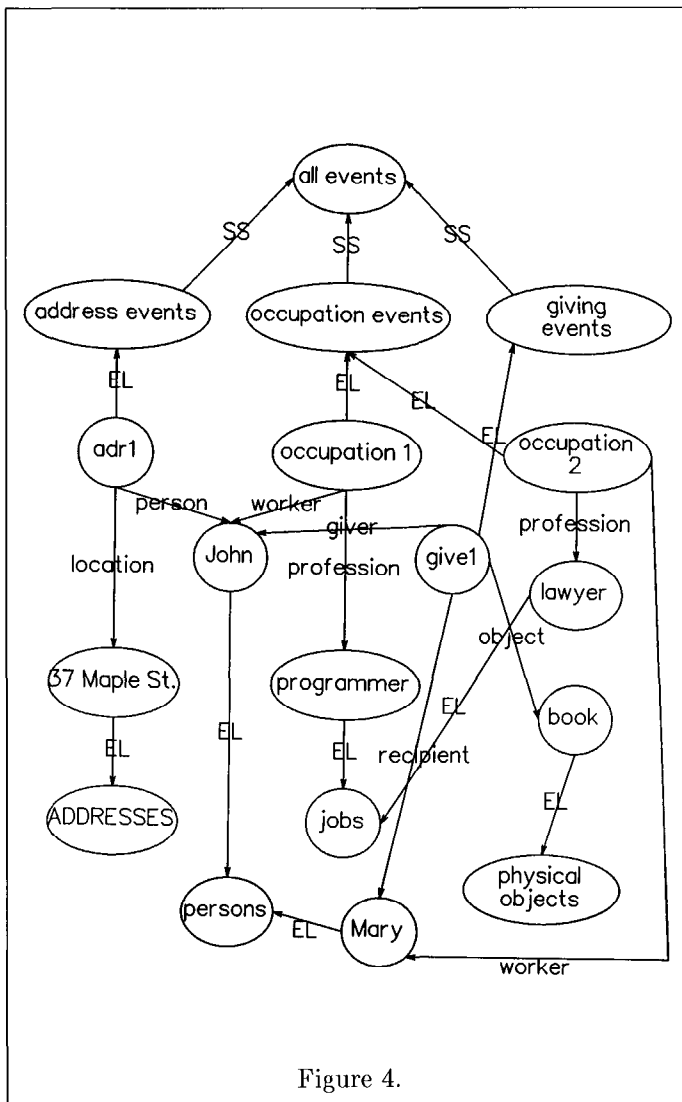 all events
SS
SS
SS
address events
occupation events
giving
events
EL
EL
EL
EL
adr1
occupation 1
occupation
2
person
worker
giver
profession
John
give1
location
profession
lawyer
object
37 Maple St.
programmer
EL
book
EL
EL
EL
recipient
EL
ADDRESSES
jobs
physical
objects
persons
EL
Mary
worker
Figure 4.